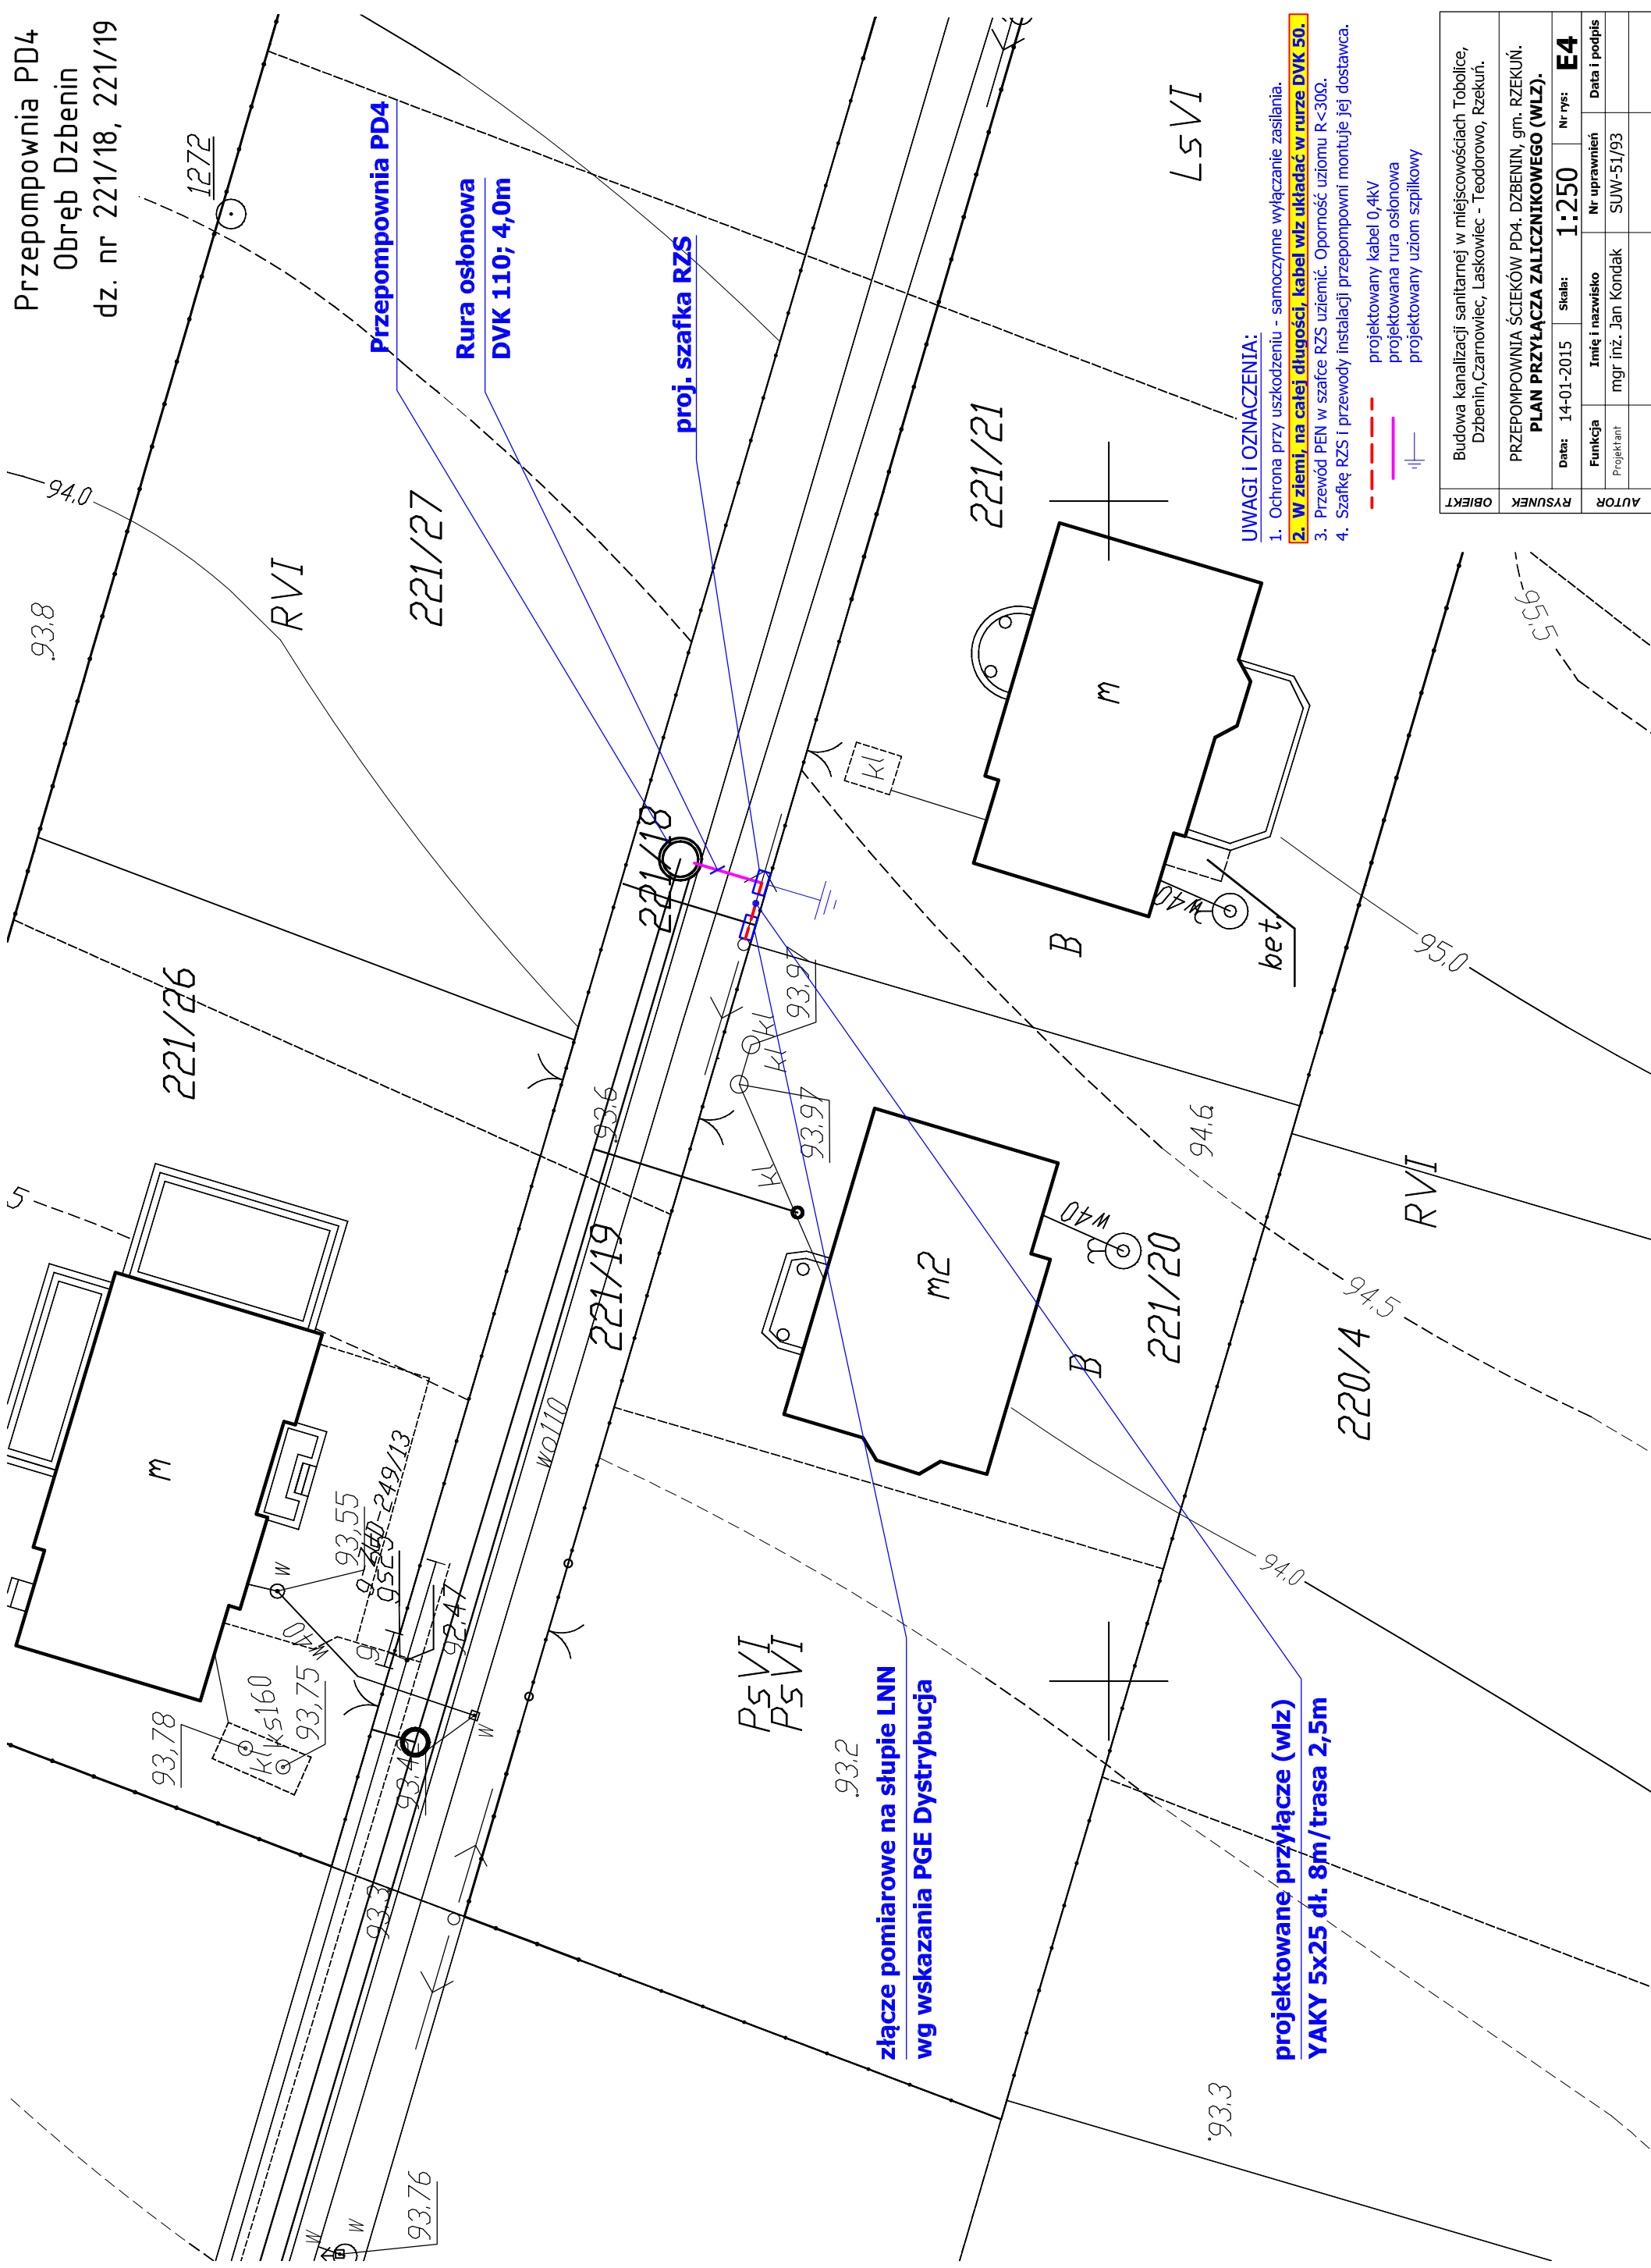 Przepompownia PD4
Obręb Dzbenin
dz. nr 221/18, 221/19
1272
Przepompownia PD4
Rura osłonowa
DVK 110; 4,0m
proj. szafka RZS
LsVI
94.0
.93.8
RVI
221/27
221/21
UWAGI i OZNACZENIA:
1. Ochrona przy uszkodzeniu - samoczynne wyłączanie zasilania.
2. W ziemi, na całej długości, kabel wlz układać w rurze DVK 50.
3. Przewód PEN w szafce RZS uziemić. Oporność uziomu R<30Ω.
4. Szafkę RZS i przewody instalacji przepompowni montuje jej dostawca.
projektowany kabel 0,4kV
projektowana rura osłonowa
projektowany uziom szpilkowy
OBIEKT
Budowa kanalizacji sanitarnej w miejscowościach Tobolice,
Dzbenin,Czarnowiec, Laskowiec - Teodorowo, Rzekuń.
RYSUNEK
PRZEPOMPOWNIA ŚCIEKÓW PD4. DZBENIN, gm. RZEKUŃ.
PLAN PRZYŁĄCZA ZALICZNIKOWEGO (WLZ).
Data: 14-01-2015 Skala: 1:250 Nr rys: E4
AUTOR
Funkcja Imię i nazwisko Nr uprawnień Data i podpis
Projektant mgr inż. Jan Kondak SUW-51/93
95,5
m
kl
221/18
w40
bet.
B
95.0
221/26
93.97
kl
kl
93.6
93.97
kl
94.6
RVI
5
221/19
m2
w40
221/20
B
94.5
220/4
wo110
m
93,55
w
gs25
w40
g
92.47
94.0
PsVI
PsVI
93,78
ks160
93,75
w
.93.2
93.3
złącze pomiarowe na słupie LNN
wg wskazania PGE Dystrybucja
projektowane przyłącze (wlz)
YAKY 5x25 dł. 8m/trasa 2,5m
93.3
93.76
w
w